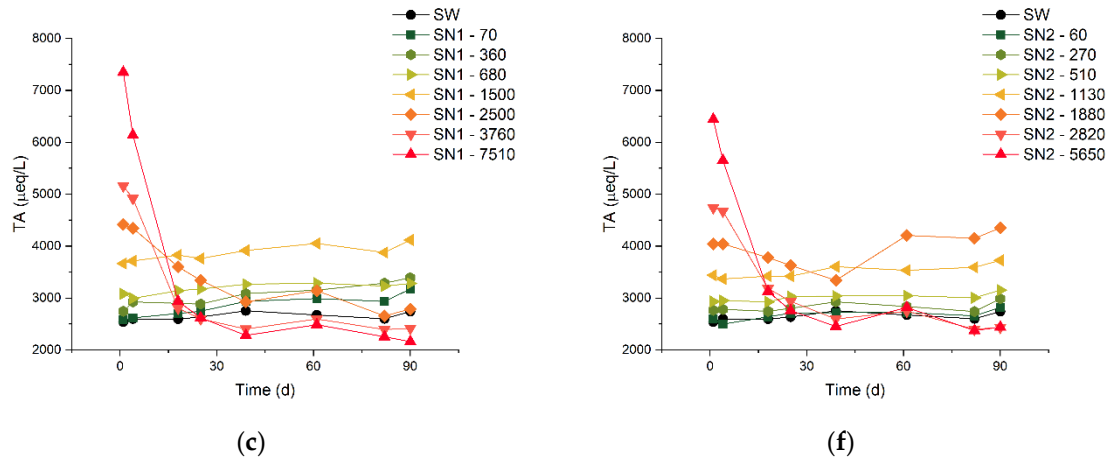 SW
SN1 - 70
SN1 - 360
SN1 - 680
SN1 - 1500
SN1 - 2500
SN1 - 3760
SN1 - 7510
8000
7000
6000
5000
4000
3000
2000
TA (µeq/L)
0
30
60
90
Time (d)
(c)
SW
SN2 - 60
SN2 - 270
SN2 - 510
SN2 - 1130
SN2 - 1880
SN2 - 2820
SN2 - 5650
8000
7000
6000
5000
4000
3000
2000
TA (µeq/L)
0
30
60
90
Time (d)
(f)